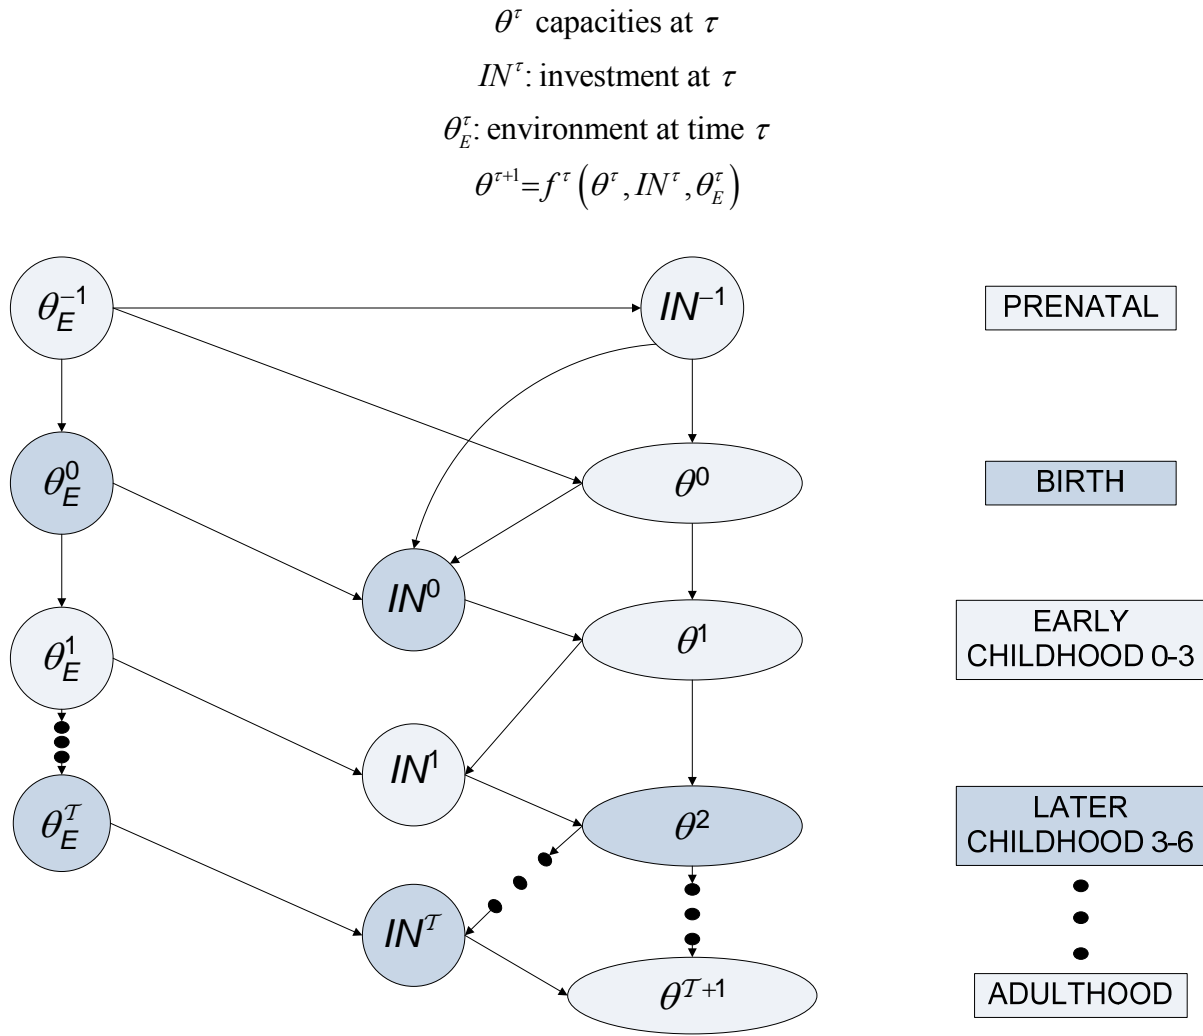 θ^τ capacities at τ
IN^τ: investment at τ
θ_E^τ: environment at time τ
θ^{τ+1}=f^τ(θ^τ, IN^τ, θ_E^τ)
θ_E^{−1}
IN^{−1}
PRENATAL
θ_E^0
θ^0
BIRTH
IN^0
θ_E^1
θ^1
EARLY
CHILDHOOD 0-3
IN^1
θ_E^𝒯
θ^2
LATER
CHILDHOOD 3-6
IN^𝒯
θ^{𝒯+1}
ADULTHOOD